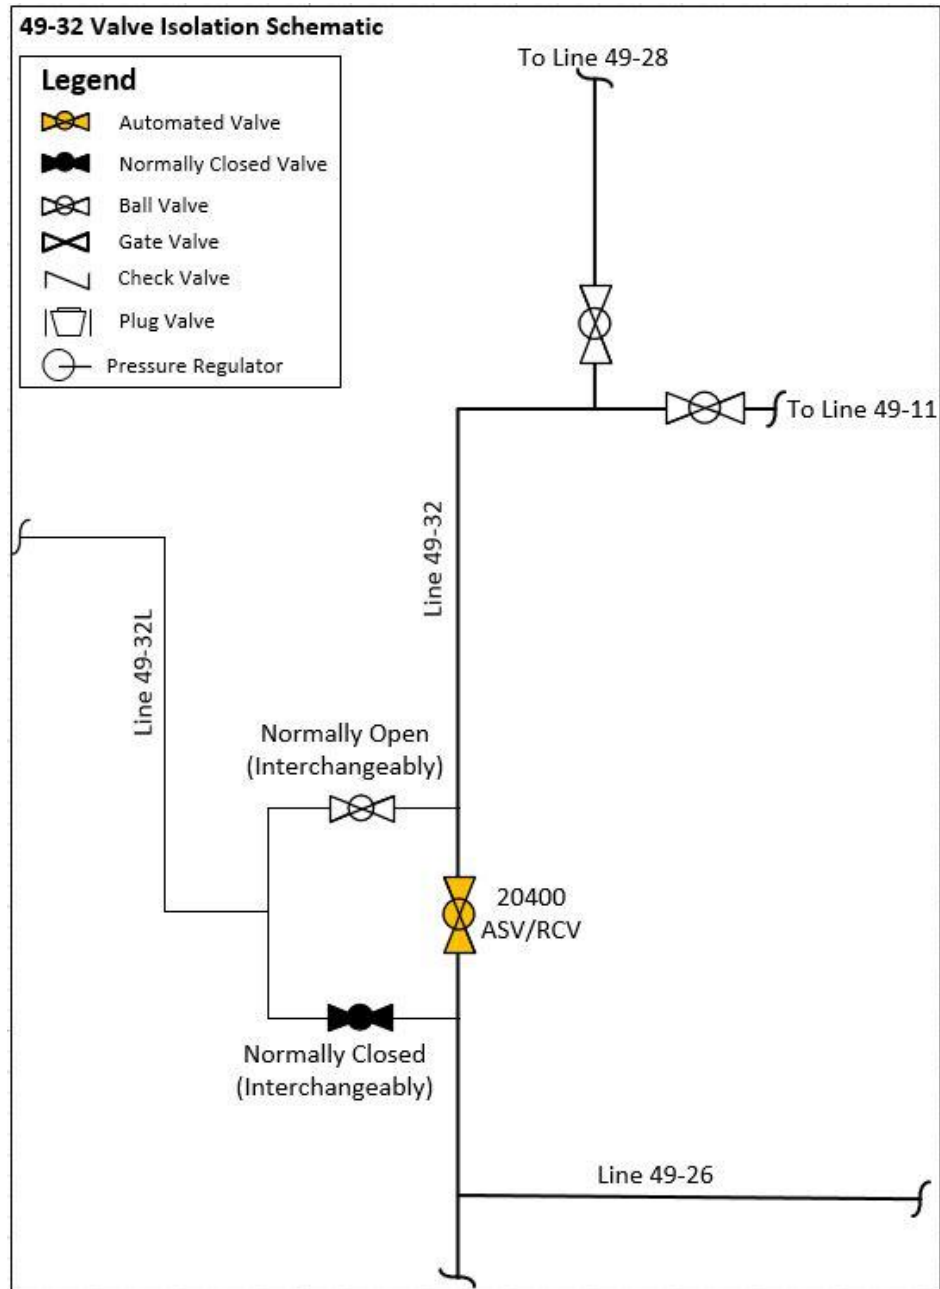 49-32 Valve Isolation Schematic
Legend
Automated Valve
Normally Closed Valve
Ball Valve
Gate Valve
Check Valve
Plug Valve
Pressure Regulator
To Line 49-28
To Line 49-11
Line 49-32
Line 49-32L
Normally Open
(Interchangeably)
20400
ASV/RCV
Normally Closed
(Interchangeably)
Line 49-26